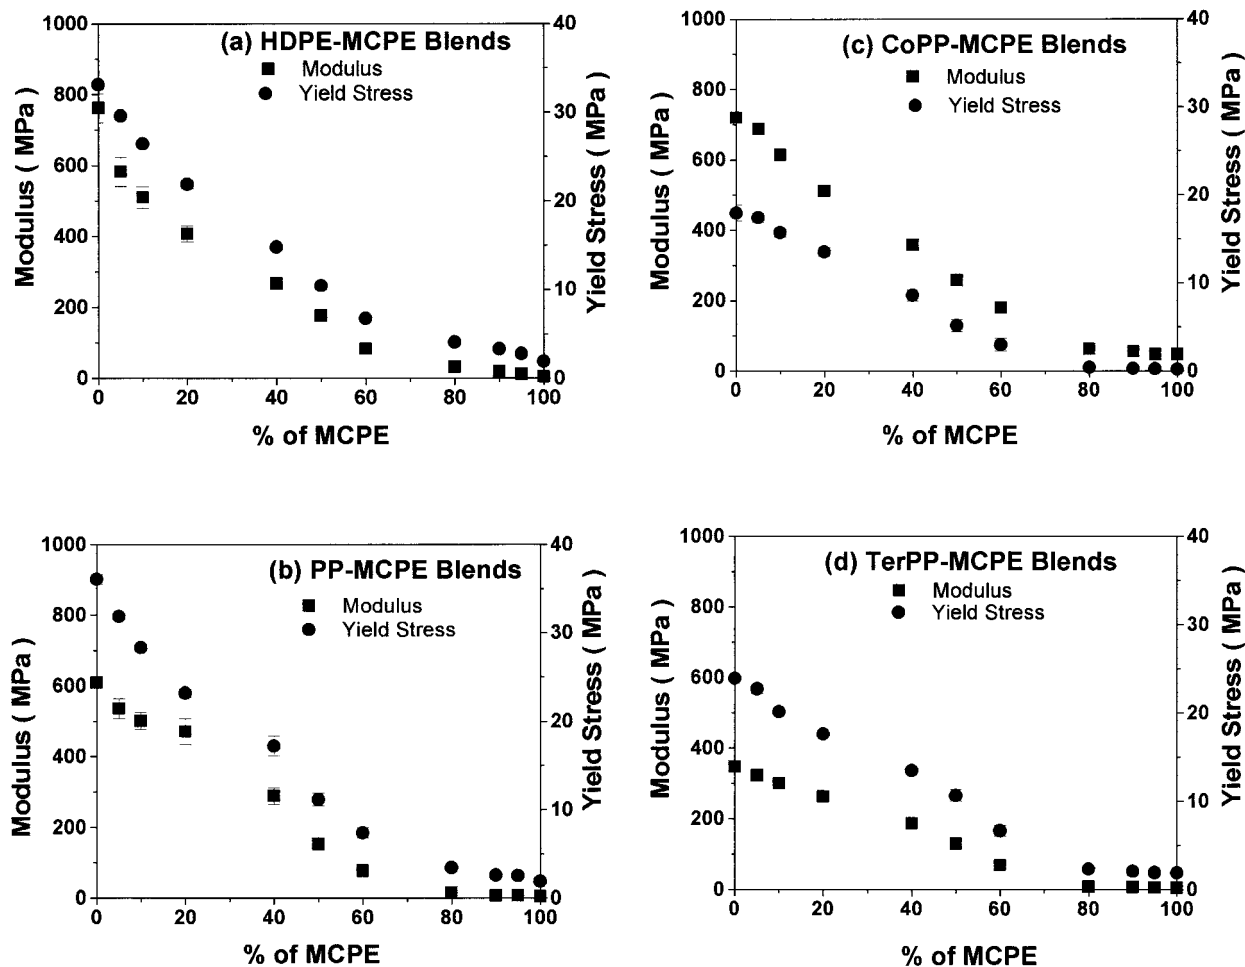 (a) HDPE-MCPE Blends
Modulus
Yield Stress
Modulus ( MPa )
Yield Stress ( MPa )
1000
800
600
400
200
0
40
30
20
10
0
0 20 40 60 80 100
% of MCPE
(c) CoPP-MCPE Blends
Modulus
Yield Stress
Modulus ( MPa )
Yield Stress ( MPa )
1000
800
600
400
200
0
40
30
20
10
0
0 20 40 60 80 100
% of MCPE
(b) PP-MCPE Blends
Modulus
Yield Stress
Modulus ( MPa )
Yield Stress ( MPa )
1000
800
600
400
200
0
40
30
20
10
0
0 20 40 60 80 100
% of MCPE
(d) TerPP-MCPE Blends
Modulus
Yield Stress
Modulus ( MPa )
Yield Stress ( MPa )
1000
800
600
400
200
0
40
30
20
10
0
0 20 40 60 80 100
% of MCPE